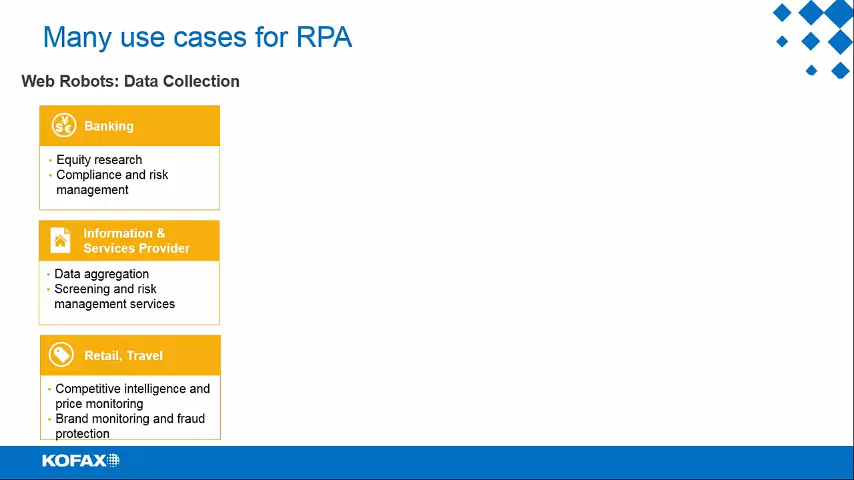 Many use cases for RPA
Web Robots: Data Collection
Banking
• Equity research
• Compliance and risk
management
Information &
Services Provider
• Data aggregation
• Screening and risk
management services
Retail, Travel
• Competitive intelligence and
price monitoring
• Brand monitoring and fraud
protection
KOFAX